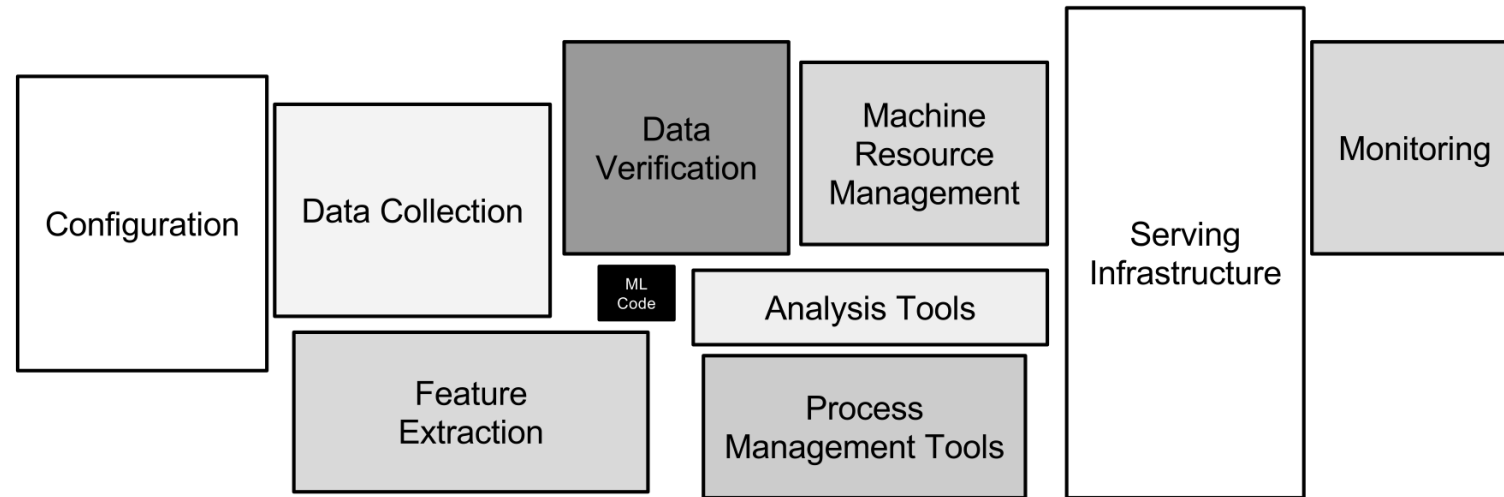 Configuration
Data Collection
Data
Verification
Machine
Resource
Management
Serving
Infrastructure
Monitoring
ML
Code
Analysis Tools
Feature
Extraction
Process
Management Tools